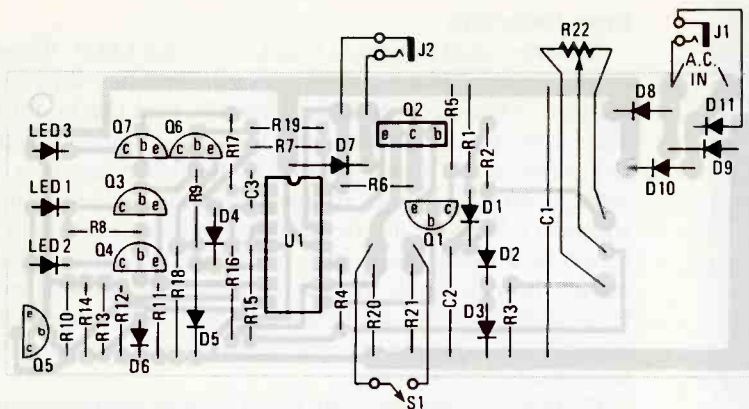 R22
J1
J2
A.C.
IN
D8
D11
Q7 Q6
LED3
c b e
c b e
R17
R19
R7
D7
Q2
e c b
R5
R1
R2
D10
D9
Q3
LED1
c b e
R9
C3
R6
R8
D4
U1
e c
b
Q1
D1
C1
LED2
Q4
c b e
R18
R16
D2
R10
R14
R13
R12
R11
R15
R4
R20
R21
C2
D3
R3
e
b
c
Q5
D6
D5
S1